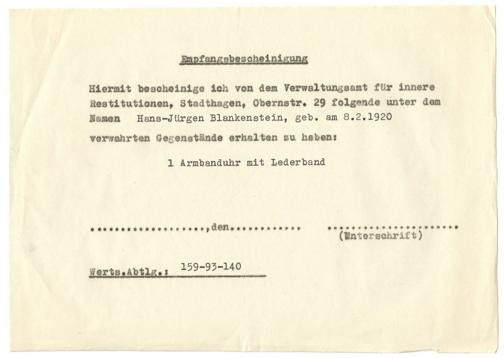 Empfangsbescheinigung
Hiermit bescheinige ich von dem Verwaltungsamt für innere
Restitutionen, Stadthagen, Obernstr. 29 folgende unter dem
Namen Hans-Jürgen Blankenstein, geb. am 8.2.1920
verwahrten Gegenstände erhalten zu haben:
1 Armbanduhr mit Lederband
....................,den............ ......................
(Unterschrift)
Werts.Abtlg.: 159-93-140